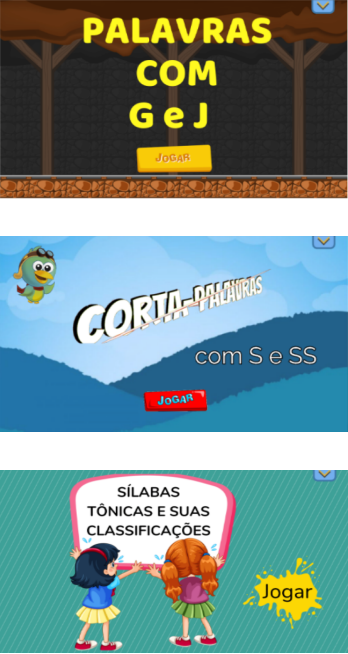 PALAVRAS
COM
G e J
JOGAR
CORTA-PALAVRAS
com S e SS
JOGAR
SÍLABAS
TÔNICAS E SUAS
CLASSIFICAÇÕES
Jogar